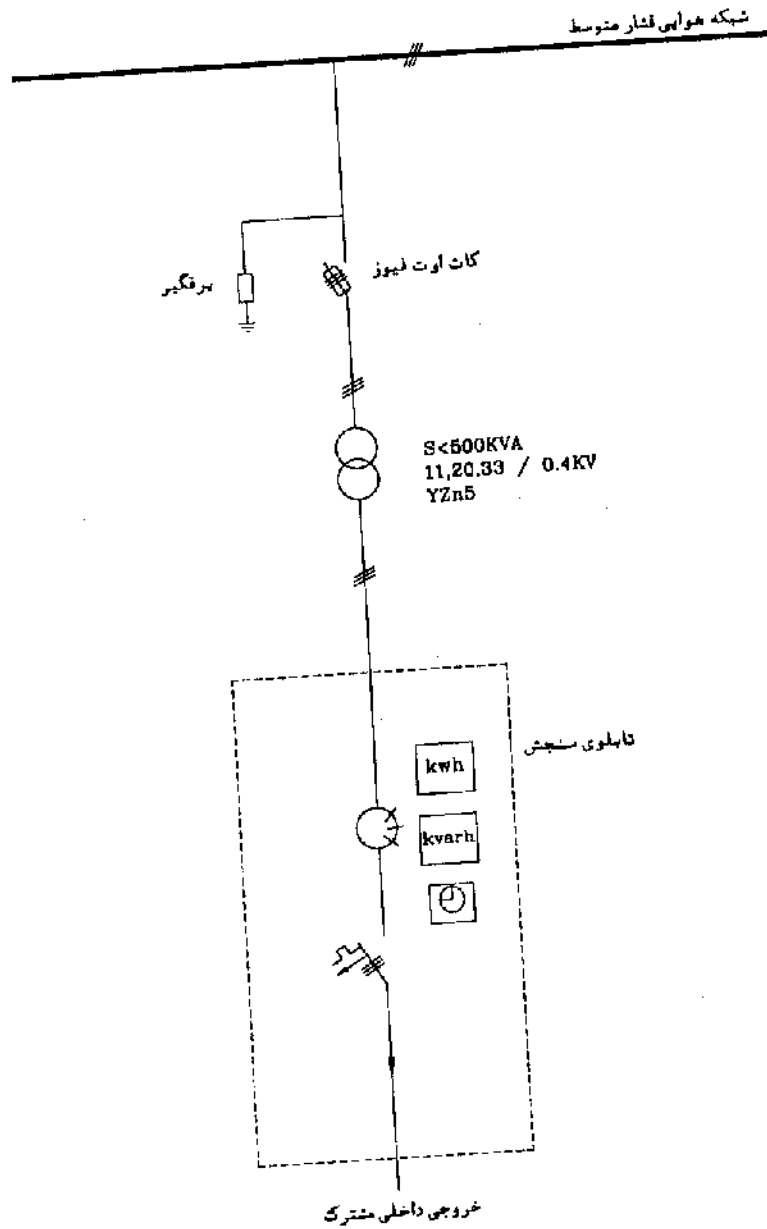 شبکه هوایی فشار متوسط
کات اوت فیوز
برقگیر
S<500KVA
11,20,33 / 0.4KV
YZn5
تابلوی سنجش
kwh
kvarh
خروجی داخلی مشترک